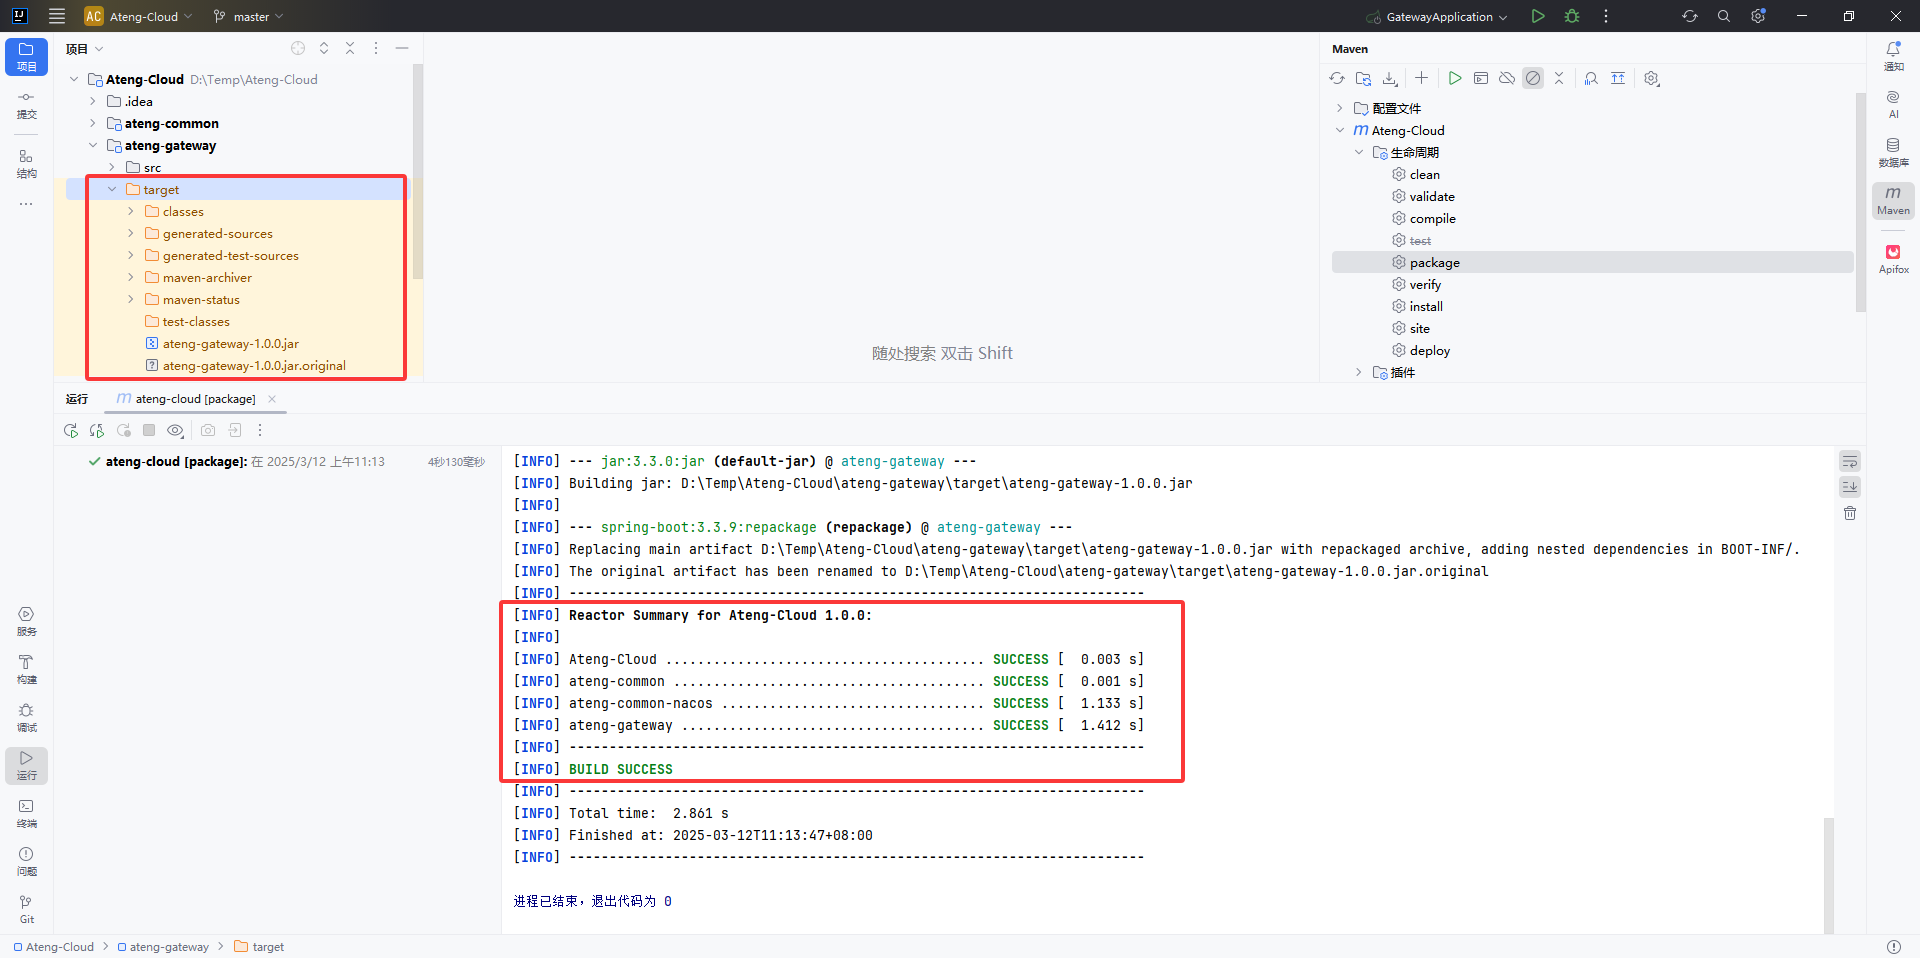 AC Ateng-Cloud master GatewayApplication
项目
Ateng-Cloud D:\Temp\Ateng-Cloud
.idea
ateng-common
ateng-gateway
src
target
classes
generated-sources
generated-test-sources
maven-archiver
maven-status
test-classes
ateng-gateway-1.0.0.jar
ateng-gateway-1.0.0.jar.original
项目
提交
结构
服务
构建
调试
运行
终端
问题
Git
随处搜索 双击 Shift
Maven
配置文件
m Ateng-Cloud
生命周期
clean
validate
compile
test
package
verify
install
site
deploy
插件
通知
AI
数据库
m
Maven
Apifox
运行 m ateng-cloud [package]
ateng-cloud [package]: 在 2025/3/12 上午11:13 4秒130毫秒
[INFO] --- jar:3.3.0:jar (default-jar) @ ateng-gateway ---
[INFO] Building jar: D:\Temp\Ateng-Cloud\ateng-gateway\target\ateng-gateway-1.0.0.jar
[INFO]
[INFO] --- spring-boot:3.3.9:repackage (repackage) @ ateng-gateway ---
[INFO] Replacing main artifact D:\Temp\Ateng-Cloud\ateng-gateway\target\ateng-gateway-1.0.0.jar with repackaged archive, adding nested dependencies in BOOT-INF/.
[INFO] The original artifact has been renamed to D:\Temp\Ateng-Cloud\ateng-gateway\target\ateng-gateway-1.0.0.jar.original
[INFO] ------------------------------------------------------------------------
[INFO] Reactor Summary for Ateng-Cloud 1.0.0:
[INFO]
[INFO] Ateng-Cloud ........................................ SUCCESS [  0.003 s]
[INFO] ateng-common ....................................... SUCCESS [  0.001 s]
[INFO] ateng-common-nacos ................................. SUCCESS [  1.133 s]
[INFO] ateng-gateway ...................................... SUCCESS [  1.412 s]
[INFO] ------------------------------------------------------------------------
[INFO] BUILD SUCCESS
[INFO] ------------------------------------------------------------------------
[INFO] Total time:  2.861 s
[INFO] Finished at: 2025-03-12T11:13:47+08:00
[INFO] ------------------------------------------------------------------------
进程已结束，退出代码为 0
Ateng-Cloud > ateng-gateway > target